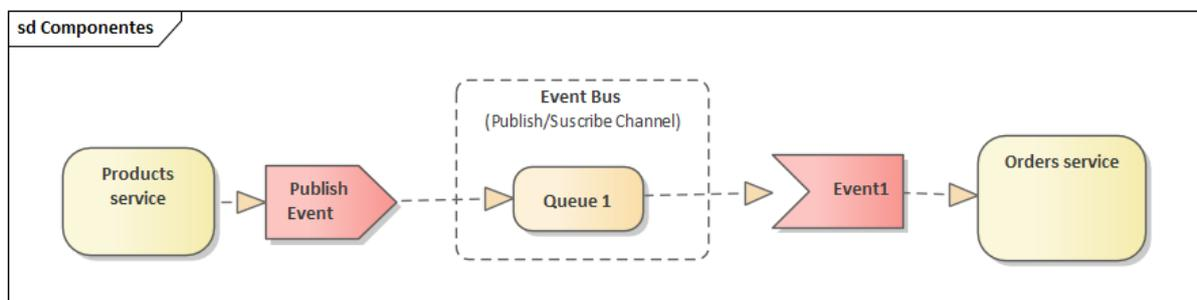 sd Componentes
Event Bus
(Publish/Suscribe Channel)
Products
service
Publish
Event
Queue 1
Event1
Orders service